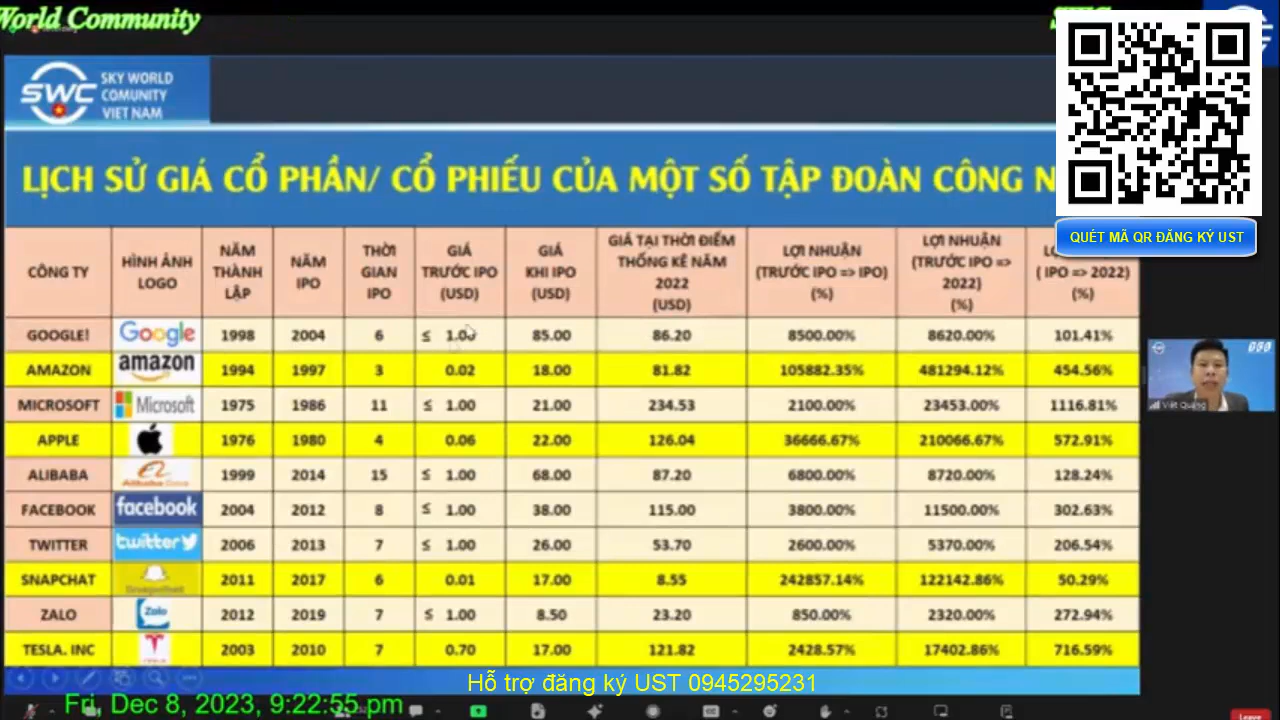 World Community
SWC
SWC SKY WORLD
COMUNITY
VIET NAM
LỊCH SỬ GIÁ CỔ PHẦN/ CỔ PHIẾU CỦA MỘT SỐ TẬP ĐOÀN CÔNG N
QUÉT MÃ QR ĐĂNG KÝ UST
CÔNG TY HÌNH ẢNH LOGO NĂM THÀNH LẬP NĂM IPO THỜI GIAN IPO GIÁ TRƯỚC IPO (USD) GIÁ KHI IPO (USD) GIÁ TẠI THỜI ĐIỂM THỐNG KÊ NĂM 2022 (USD) LỢI NHUẬN (TRƯỚC IPO => IPO) (%) LỢI NHUẬN (TRƯỚC IPO => 2022) (%) ( IPO => 2022) (%)
GOOGLE! Google 1998 2004 6 ≤ 1.00 85.00 86.20 8500.00% 8620.00% 101.41%
AMAZON amazon 1994 1997 3 0.02 18.00 81.82 105882.35% 481294.12% 454.56%
MICROSOFT Microsoft 1975 1986 11 ≤ 1.00 21.00 234.53 2100.00% 23453.00% 1116.81%
APPLE 1976 1980 4 0.06 22.00 126.04 36666.67% 210066.67% 572.91%
ALIBABA 1999 2014 15 ≤ 1.00 68.00 87.20 6800.00% 8720.00% 128.24%
FACEBOOK facebook 2004 2012 8 ≤ 1.00 38.00 115.00 3800.00% 11500.00% 302.63%
TWITTER twitter 2006 2013 7 ≤ 1.00 26.00 53.70 2600.00% 5370.00% 206.54%
SNAPCHAT 2011 2017 6 0.01 17.00 8.55 242857.14% 122142.86% 50.29%
ZALO Zalo 2012 2019 7 ≤ 1.00 8.50 23.20 850.00% 2320.00% 272.94%
TESLA. INC 2003 2010 7 0.70 17.00 121.82 2428.57% 17402.86% 716.59%
Việt Quang
Hỗ trợ đăng ký UST 0945295231
Fri, Dec 8, 2023, 9:22:55 pm
Leave